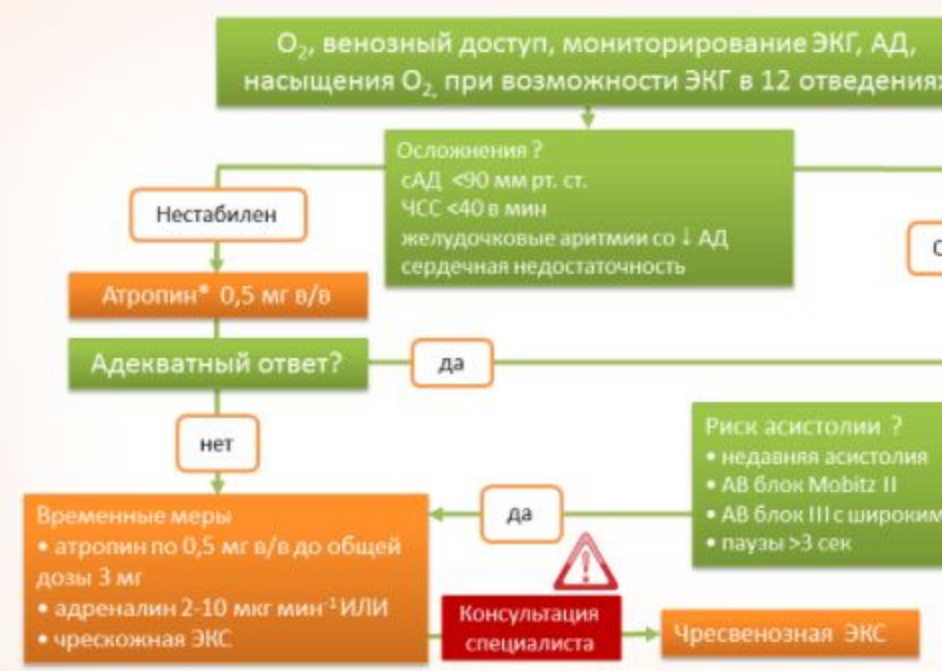 O₂, венозный доступ, мониторирование ЭКГ, АД,
насыщения O₂, при возможности ЭКГ в 12 отведениях
Осложнения ?
сАД <90 мм рт. ст.
ЧСС <40 в мин
желудочковые аритмии со ↓ АД
сердечная недостаточность
Нестабилен
С
Атропин* 0,5 мг в/в
Адекватный ответ?
да
нет
Риск асистолии ?
• недавняя асистолия
• АВ блок Mobitz II
• АВ блок III с широким
• паузы >3 сек
да
Временные меры
• атропин по 0,5 мг в/в до общей
дозы 3 мг
• адреналин 2-10 мкг мин⁻¹ ИЛИ
• чрескожная ЭКС
Консультация
специалиста
Чресвенозная ЭКС